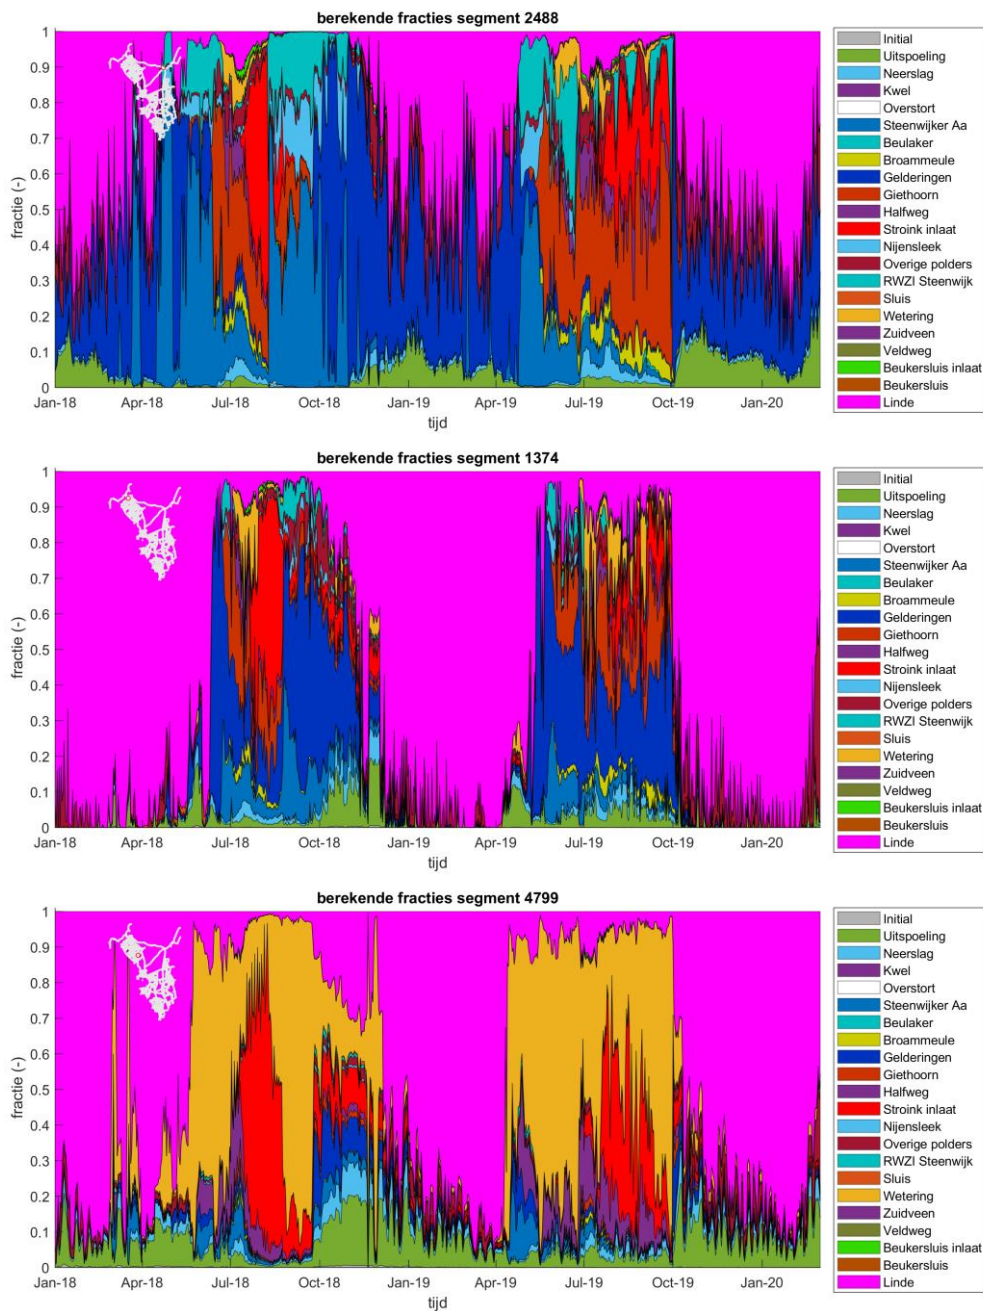 berekende fracties segment 2488
1
0.9
0.8
0.7
0.6
0.5
0.4
0.3
0.2
0.1
0
fractie (-)
Jan-18 Apr-18 Jul-18 Oct-18 Jan-19 Apr-19 Jul-19 Oct-19 Jan-20
tijd
Initial
Uitspoeling
Neerslag
Kwel
Overstort
Steenwijker Aa
Beulaker
Broammeule
Gelderingen
Giethoorn
Halfweg
Stroink inlaat
Nijensleek
Overige polders
RWZI Steenwijk
Sluis
Wetering
Zuidveen
Veldweg
Beukersluis inlaat
Beukersluis
Linde
berekende fracties segment 1374
1
0.9
0.8
0.7
0.6
0.5
0.4
0.3
0.2
0.1
0
fractie (-)
Jan-18 Apr-18 Jul-18 Oct-18 Jan-19 Apr-19 Jul-19 Oct-19 Jan-20
tijd
Initial
Uitspoeling
Neerslag
Kwel
Overstort
Steenwijker Aa
Beulaker
Broammeule
Gelderingen
Giethoorn
Halfweg
Stroink inlaat
Nijensleek
Overige polders
RWZI Steenwijk
Sluis
Wetering
Zuidveen
Veldweg
Beukersluis inlaat
Beukersluis
Linde
berekende fracties segment 4799
1
0.9
0.8
0.7
0.6
0.5
0.4
0.3
0.2
0.1
0
fractie (-)
Jan-18 Apr-18 Jul-18 Oct-18 Jan-19 Apr-19 Jul-19 Oct-19 Jan-20
tijd
Initial
Uitspoeling
Neerslag
Kwel
Overstort
Steenwijker Aa
Beulaker
Broammeule
Gelderingen
Giethoorn
Halfweg
Stroink inlaat
Nijensleek
Overige polders
RWZI Steenwijk
Sluis
Wetering
Zuidveen
Veldweg
Beukersluis inlaat
Beukersluis
Linde